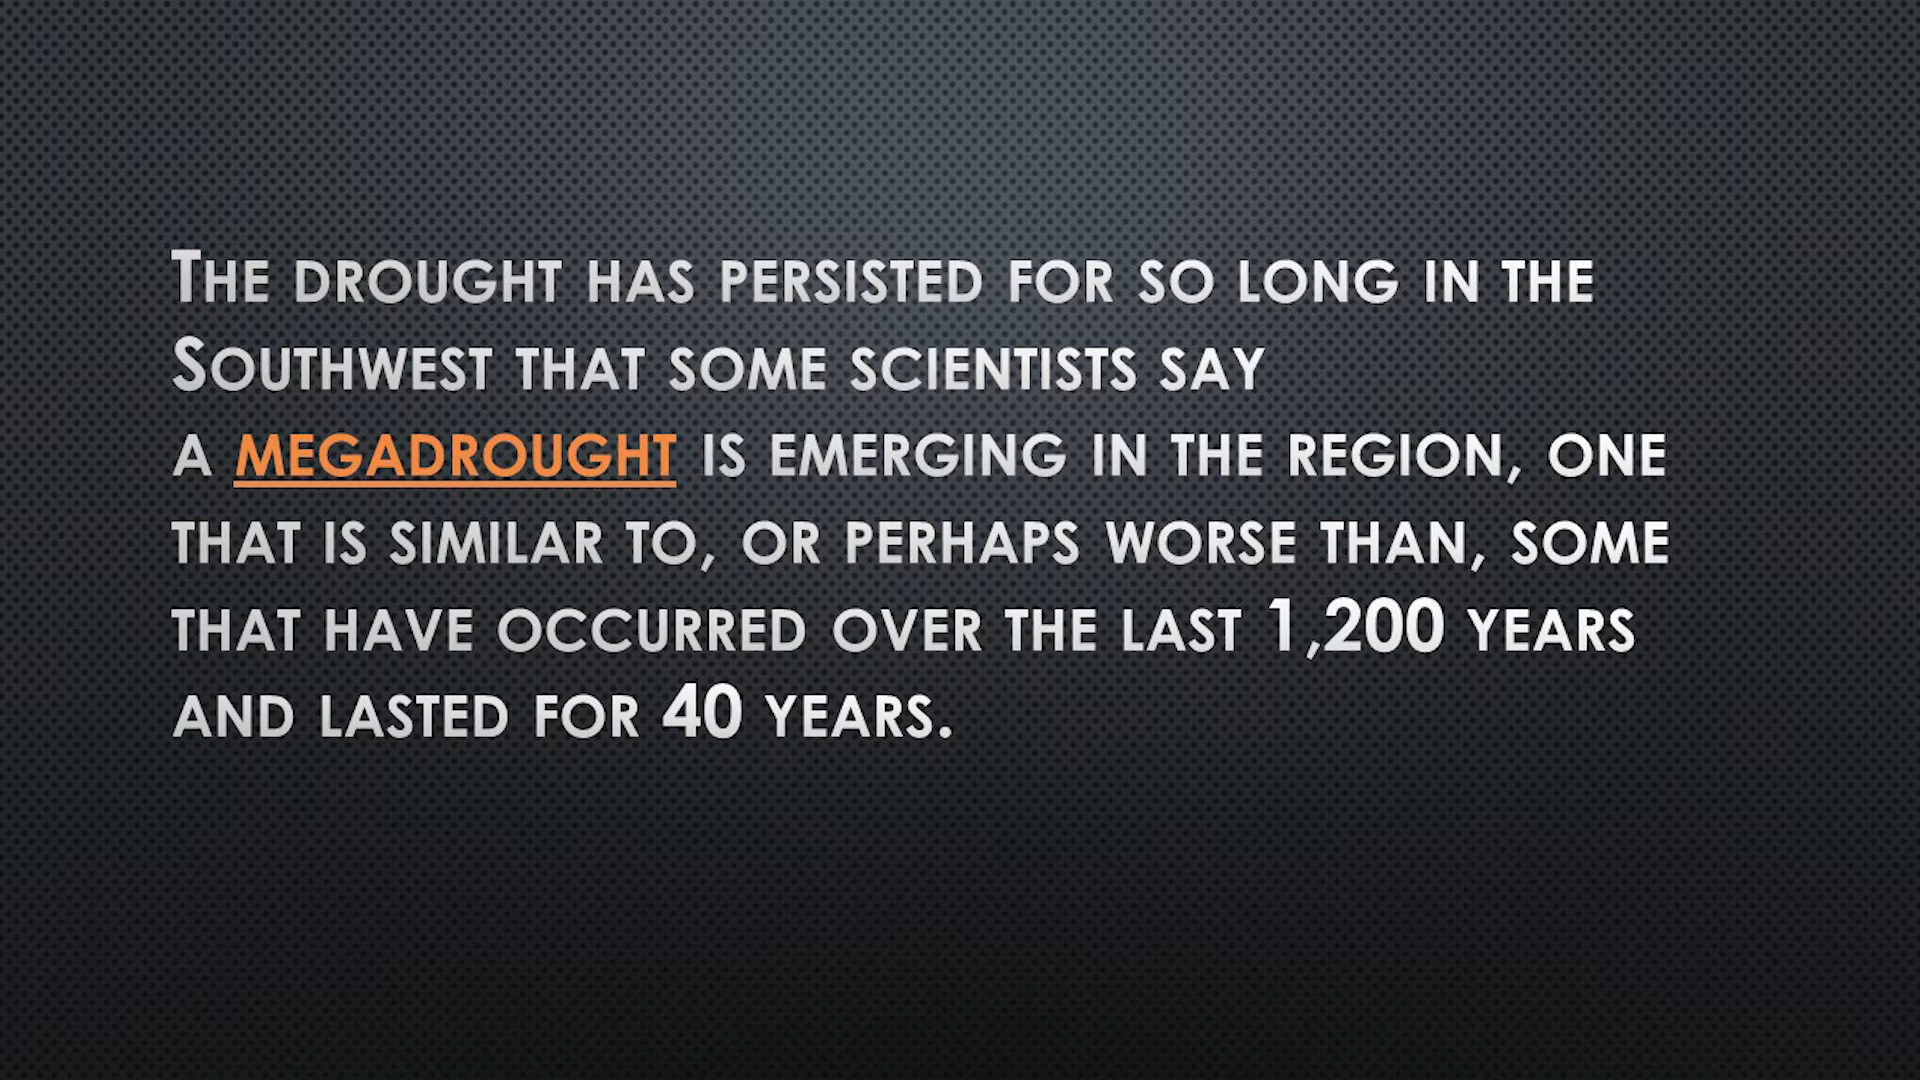 The drought has persisted for so long in the
Southwest that some scientists say
a megadrought is emerging in the region, one
that is similar to, or perhaps worse than, some
that have occurred over the last 1,200 years
and lasted for 40 years.